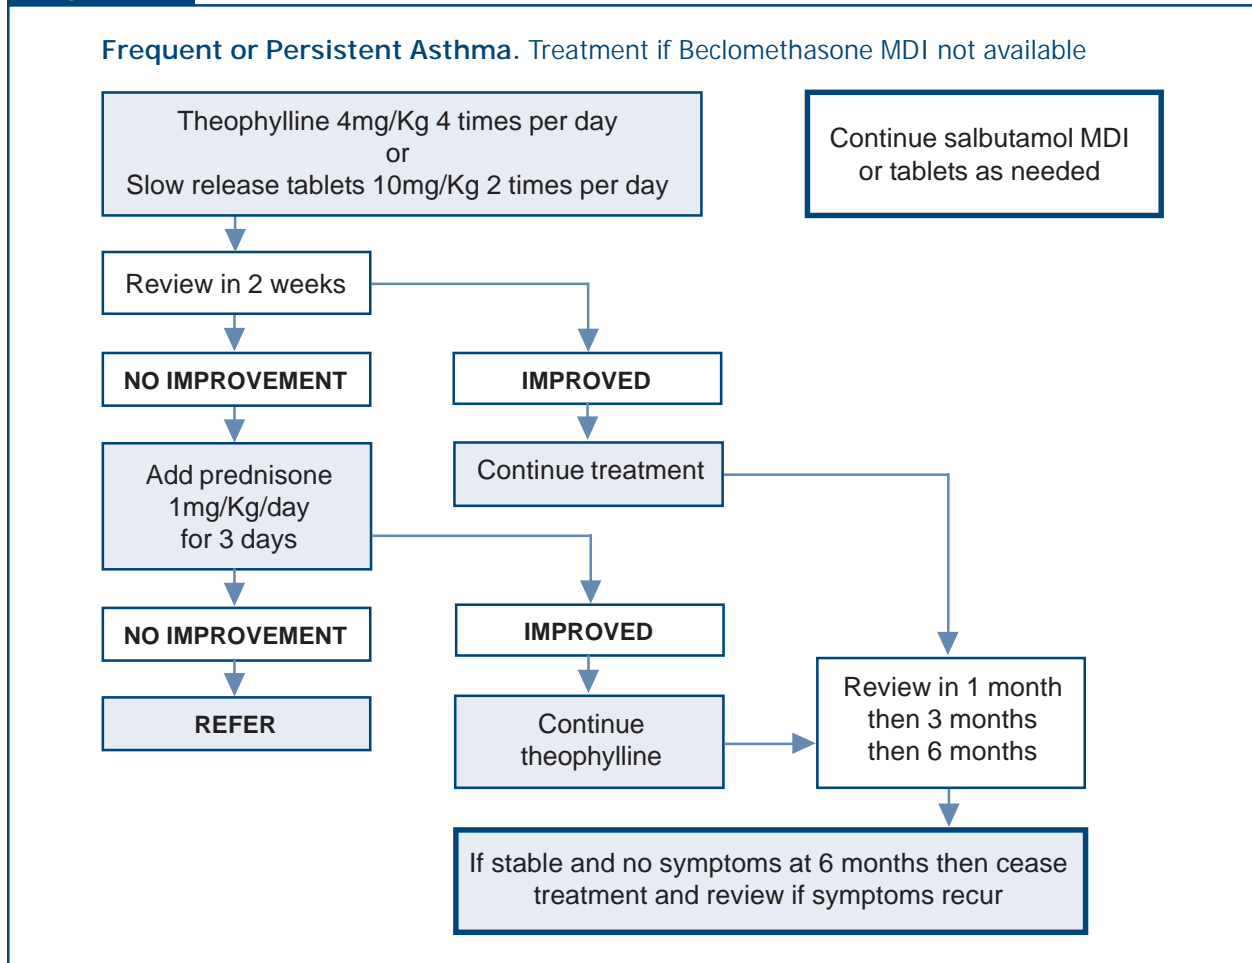 Frequent or Persistent Asthma. Treatment if Beclomethasone MDI not available
Theophylline 4mg/Kg 4 times per day
or
Slow release tablets 10mg/Kg 2 times per day
Continue salbutamol MDI
or tablets as needed
Review in 2 weeks
NO IMPROVEMENT
IMPROVED
Add prednisone
1mg/Kg/day
for 3 days
Continue treatment
NO IMPROVEMENT
IMPROVED
REFER
Continue
theophylline
Review in 1 month
then 3 months
then 6 months
If stable and no symptoms at 6 months then cease
treatment and review if symptoms recur